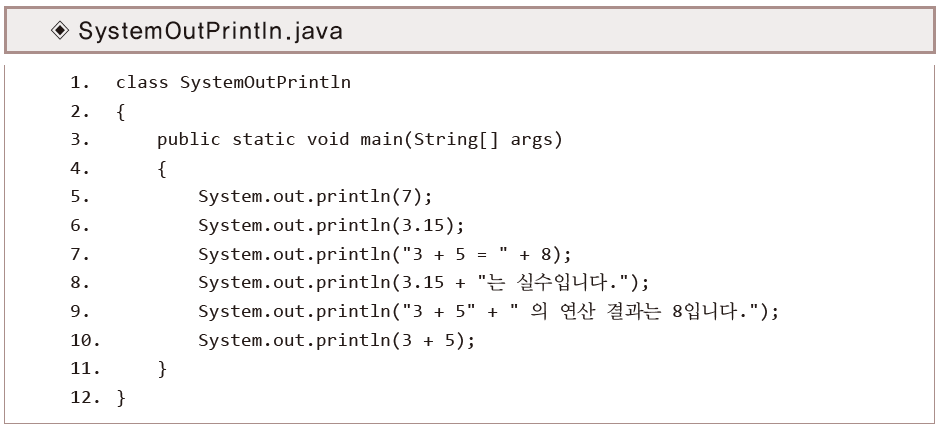 ◈ SystemOutPrintln.java
1. class SystemOutPrintln
2. {
3. public static void main(String[] args)
4. {
5. System.out.println(7);
6. System.out.println(3.15);
7. System.out.println("3 + 5 = " + 8);
8. System.out.println(3.15 + "는 실수입니다.");
9. System.out.println("3 + 5" + " 의 연산 결과는 8입니다.");
10. System.out.println(3 + 5);
11. }
12. }